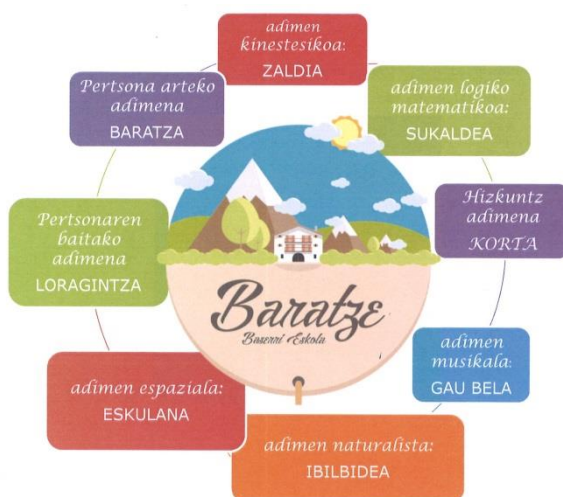 adimen
kinestesikoa:
ZALDIA
adimen logiko
matematikoa:
SUKALDEA
Hizkuntz
adimena
KORTA
adimen
musikala:
GAU BELA
adimen naturalista:
IBILBIDEA
adimen espaziala:
ESKULANA
Pertsonaren
baitako
adimena
LORAGINTZA
Pertsona arteko
adimena
BARATZA
Baratze
Baserri Eskola